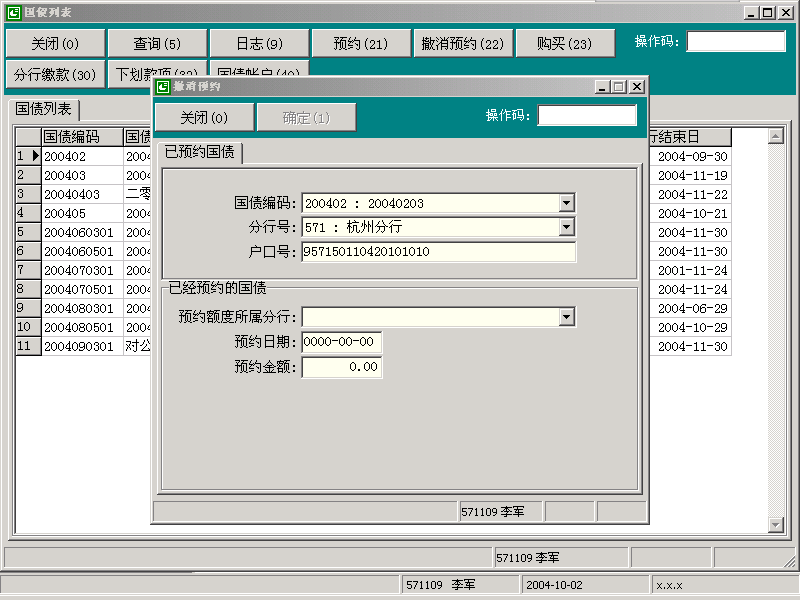 国债列表
关闭(0) 查询(5) 日志(9) 预约(21) 撤消预约(22) 购买(23) 操作码:
分行缴款(30) 下划款项(32) 国债帐户(40)
国债列表
国债编码 国债 行结束日
1 200402 2004 2004-09-30
2 200403 2004 2004-11-19
3 20040403 二零 2004-11-22
4 200405 2004 2004-10-21
5 2004060301 2004 2004-11-30
6 2004060501 2004 2004-11-30
7 2004070301 2004 2001-11-24
8 2004070501 2004 2004-11-24
9 2004080301 2004 2004-06-29
10 2004080501 2004 2004-10-29
11 2004090301 对公 2004-11-30
撤消预约
关闭(0) 确定(1) 操作码:
已预约国债
国债编码: 200402 : 20040203
分行号: 571 : 杭州分行
户口号: 957150110420101010
已经预约的国债
预约额度所属分行:
预约日期: 0000-00-00
预约金额: 0.00
571109 李军
571109 李军
571109 李军 2004-10-02 x.x.x